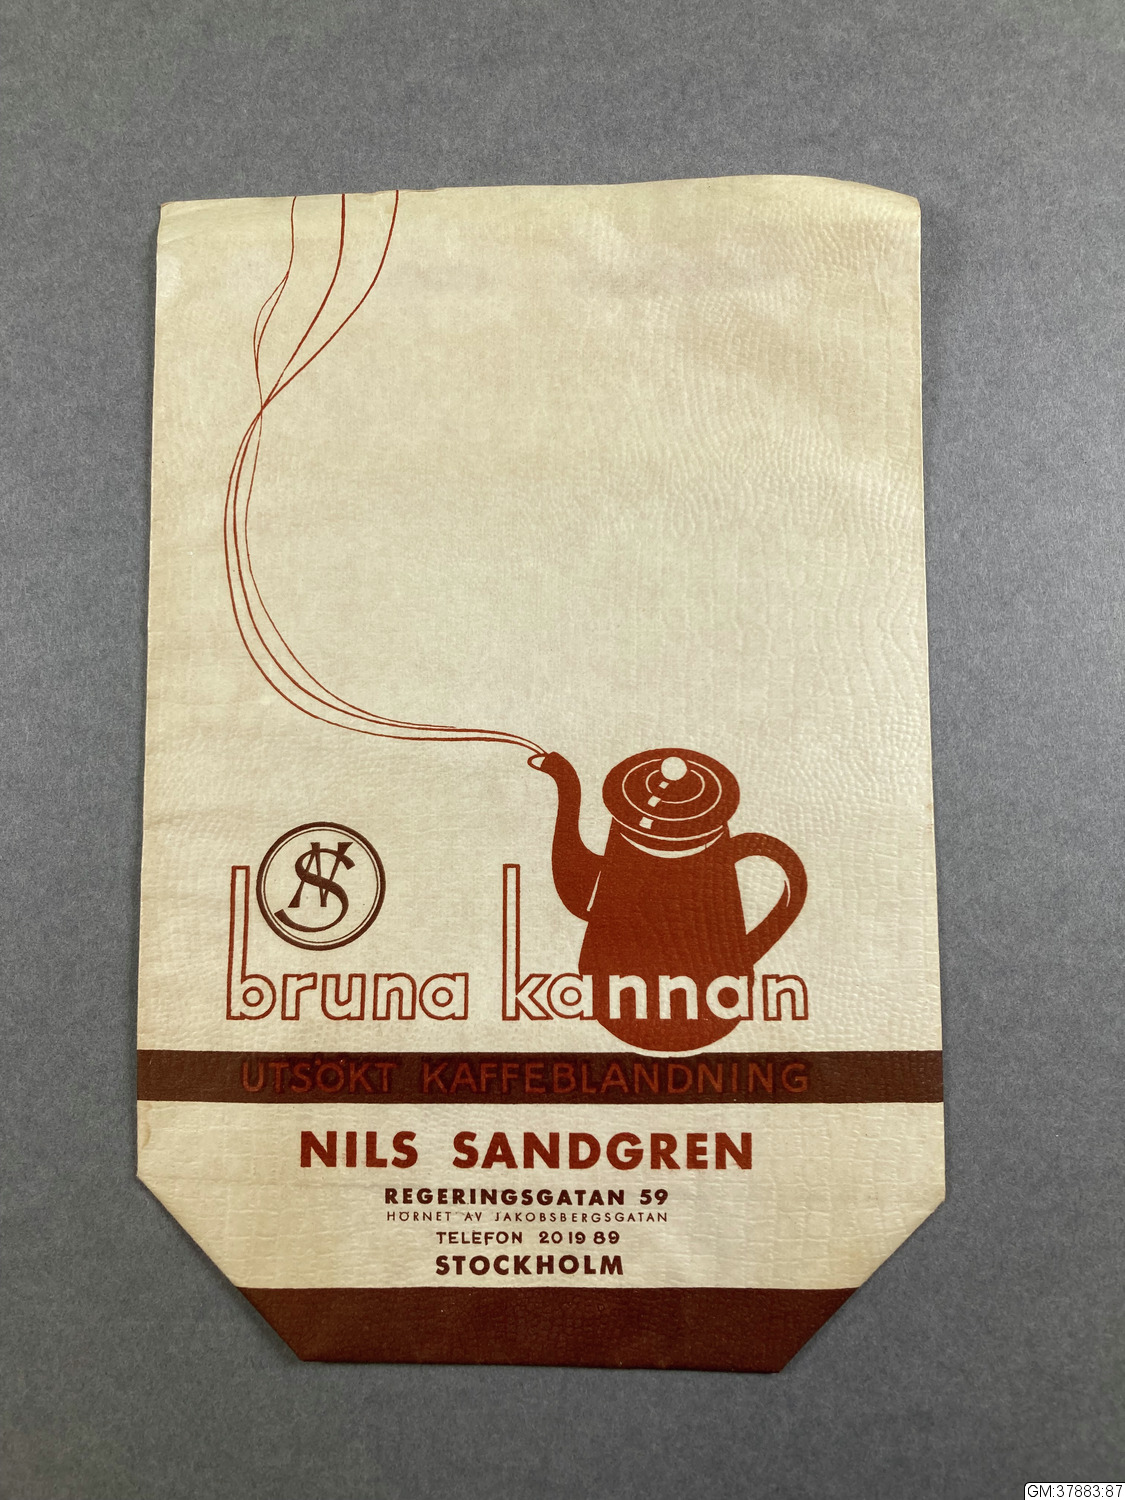 NS
bruna kannan
UTSÖKT KAFFEBLANDNING
NILS SANDGREN
REGERINGSGATAN 59
HÖRNET AV JAKOBSBERGSGATAN
TELEFON 20 19 89
STOCKHOLM
GM:37883:87